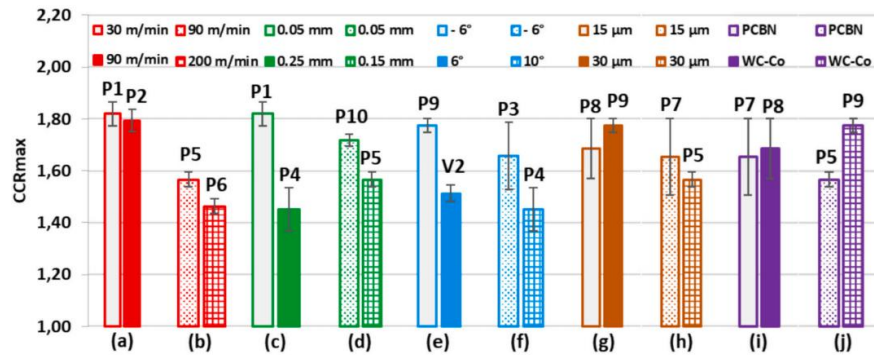 30 m/min 90 m/min 0.05 mm 0.05 mm - 6° - 6° 15 µm 15 µm PCBN PCBN
90 m/min 200 m/min 0.25 mm 0.15 mm 6° 10° 30 µm 30 µm WC-Co WC-Co
2,20
2,00
1,80
1,60
1,40
1,20
1,00
CCRmax
P1 P2 P5 P6 P1 P4 P10 P5 P9 V2 P3 P4 P8 P9 P7 P5 P7 P8 P5 P9
(a) (b) (c) (d) (e) (f) (g) (h) (i) (j)